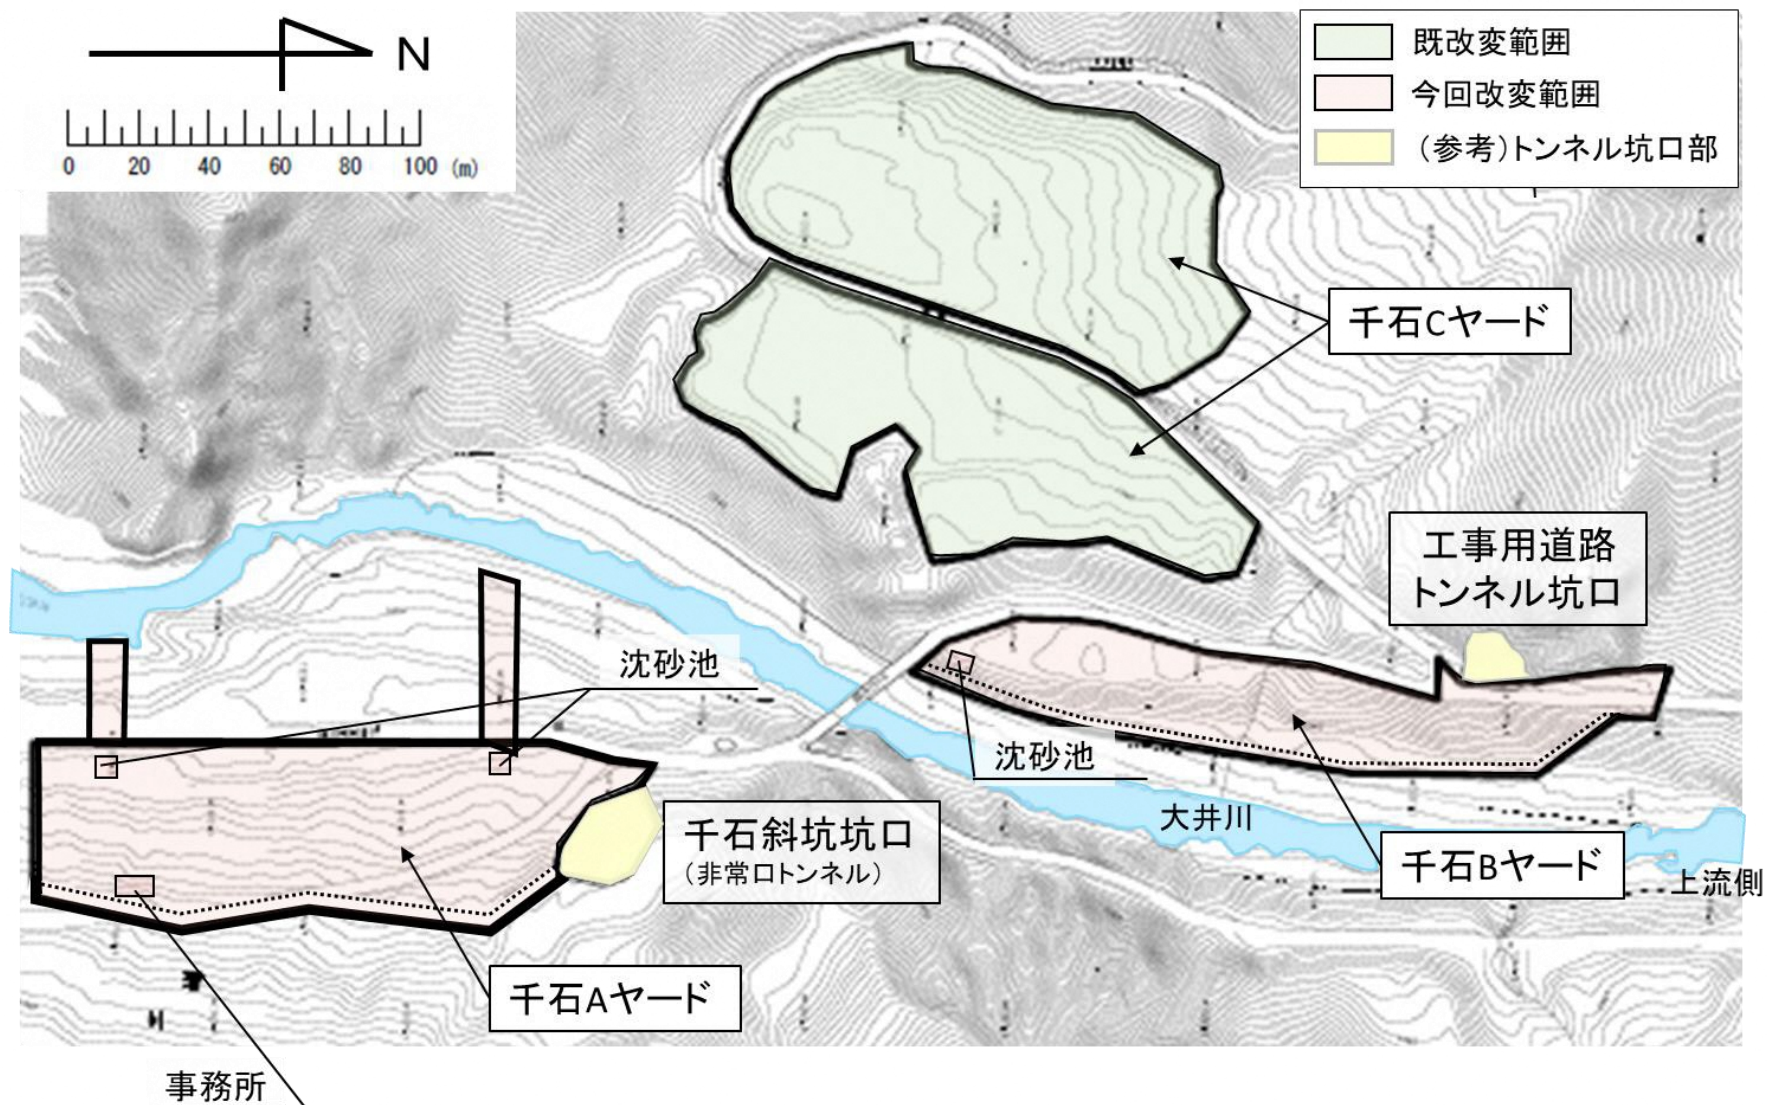 N
0 20 40 60 80 100 (m)
既改変範囲
今回改変範囲
（参考）トンネル坑口部
千石Cヤード
工事用道路
トンネル坑口
沈砂池
沈砂池
大井川
千石斜坑坑口
（非常口トンネル）
千石Bヤード
上流側
千石Aヤード
事務所